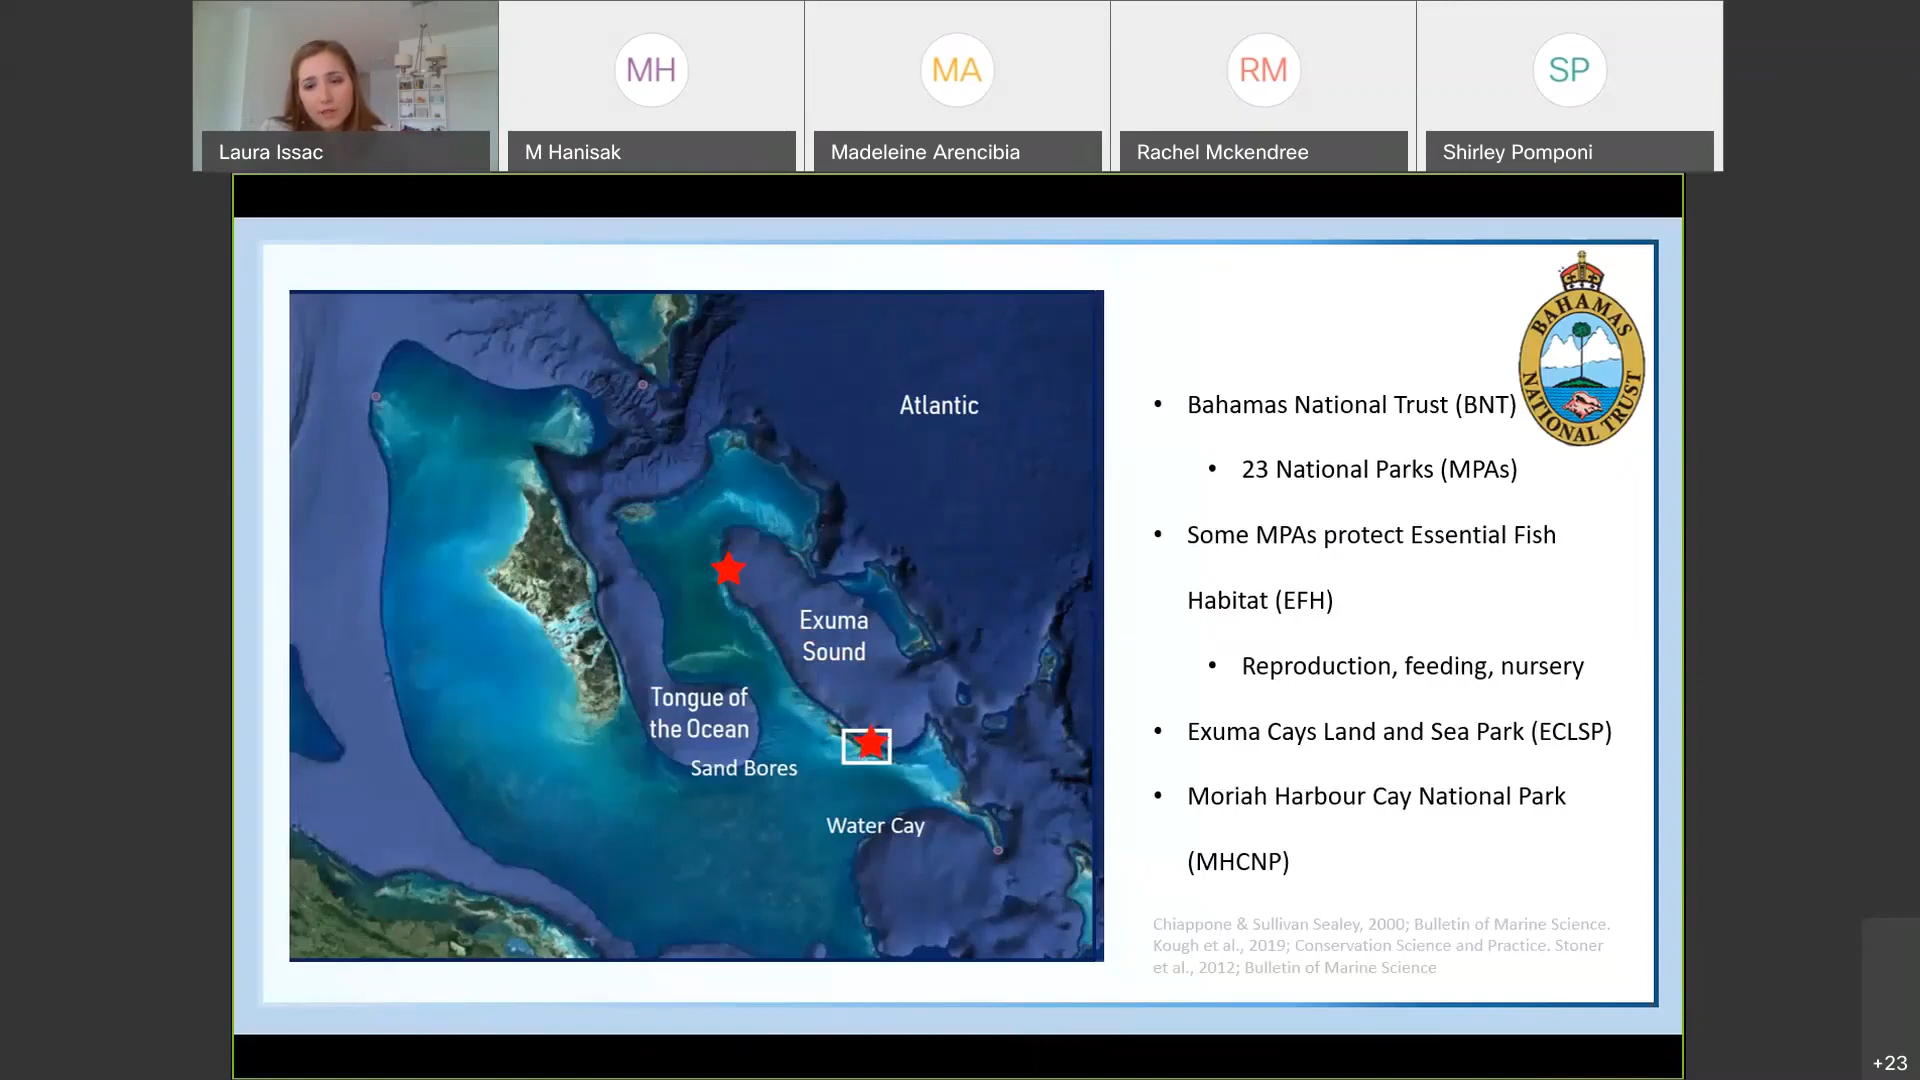 MH
MA
RM
SP
Laura Issac
M Hanisak
Madeleine Arencibia
Rachel Mckendree
Shirley Pomponi
Atlantic
Exuma
Sound
Tongue of
the Ocean
Sand Bores
Water Cay
BAHAMAS
NATIONAL TRUST
• Bahamas National Trust (BNT)
• 23 National Parks (MPAs)
• Some MPAs protect Essential Fish
Habitat (EFH)
• Reproduction, feeding, nursery
• Exuma Cays Land and Sea Park (ECLSP)
• Moriah Harbour Cay National Park
(MHCNP)
Chiappone & Sullivan Sealey, 2000; Bulletin of Marine Science.
Kough et al., 2019; Conservation Science and Practice. Stoner
et al., 2012; Bulletin of Marine Science
+23